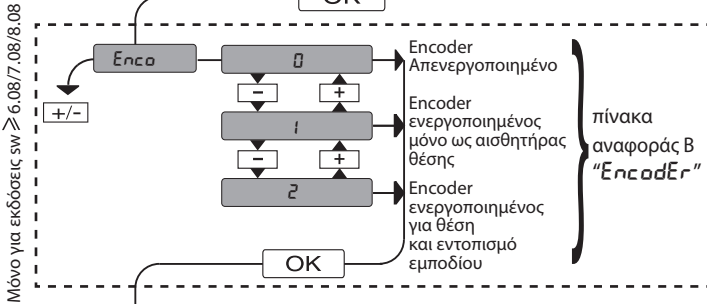 OK
Μόνο για εκδόσεις sw ⩾ 6.08/7.08/8.08
Enco
+/-
0
Encoder
Απενεργοποιημένο
- +
1
Encoder
ενεργοποιημένος
μόνο ως αισθητήρας
θέσης
- +
2
Encoder
ενεργοποιημένος
για θέση
και εντοπισμό
εμποδίου
πίνακα
αναφοράς B
“EncodEr”
OK